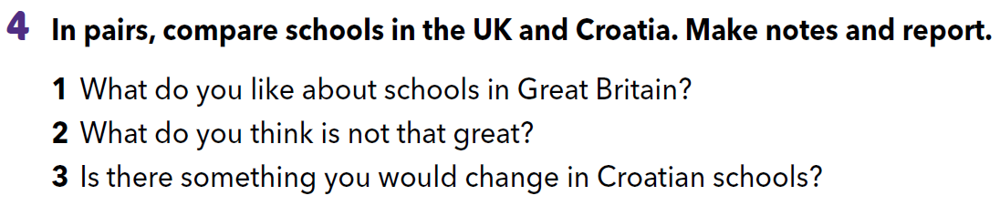 4 In pairs, compare schools in the UK and Croatia. Make notes and report.
1 What do you like about schools in Great Britain?
2 What do you think is not that great?
3 Is there something you would change in Croatian schools?